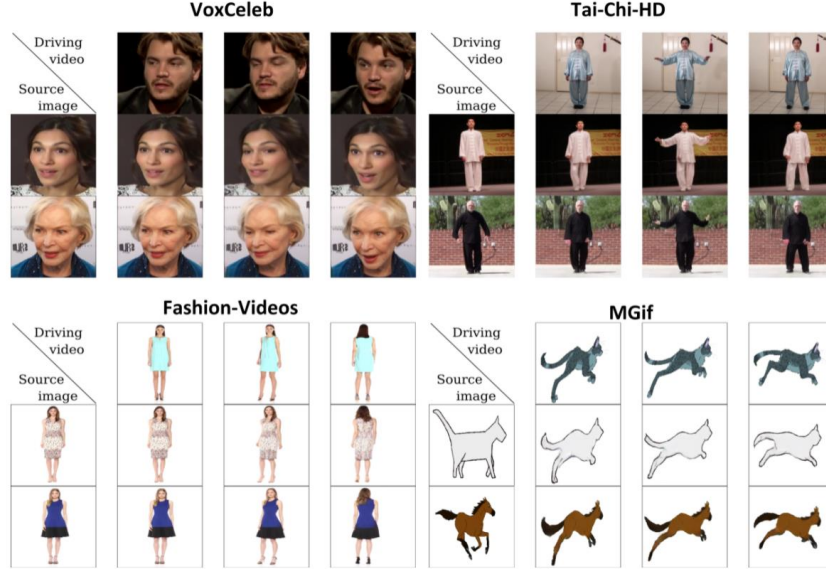 VoxCeleb
Tai-Chi-HD
Driving
video
Source
image
Driving
video
Source
image
Fashion-Videos
MGif
Driving
video
Source
image
Driving
video
Source
image